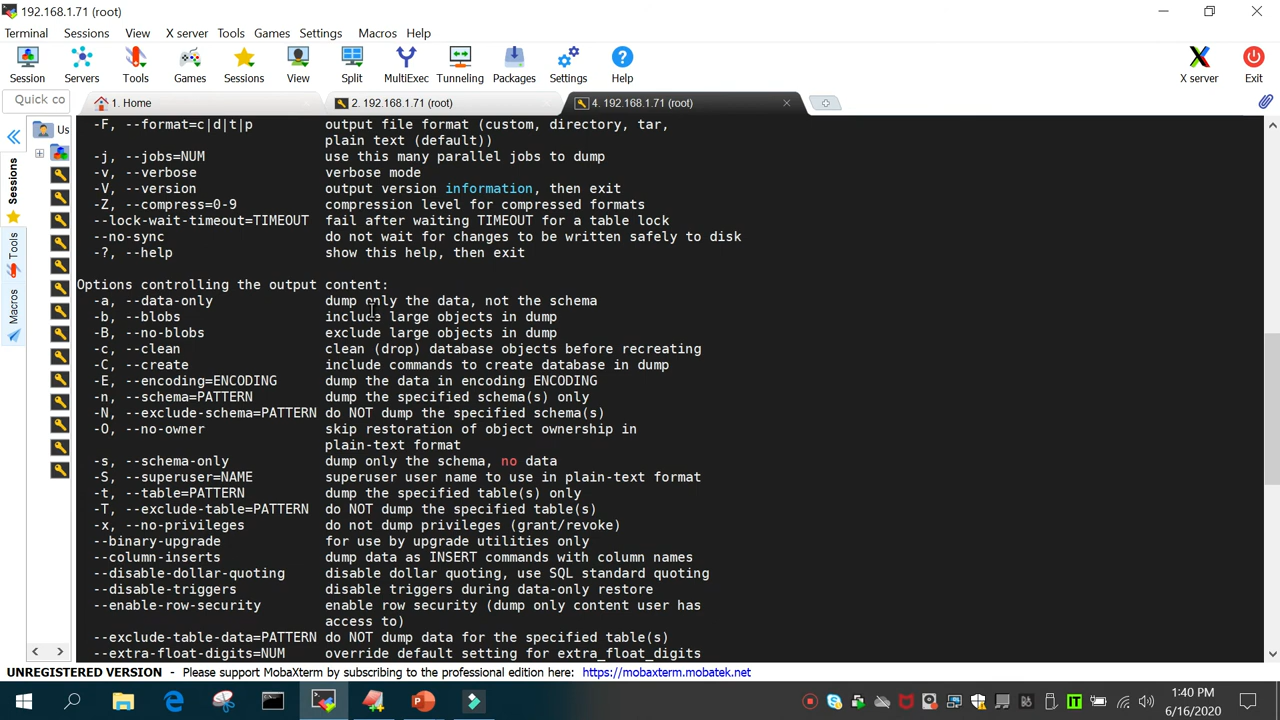 192.168.1.71 (root)
Terminal Sessions View X server Tools Games Settings Macros Help
Session Servers Tools Games Sessions View Split MultiExec Tunneling Packages Settings Help X server Exit
Quick co
1. Home
2. 192.168.1.71 (root)
4. 192.168.1.71 (root)
Us
Sessions
Tools
Macros
-F, --format=c|d|t|p output file format (custom, directory, tar,
plain text (default))
-j, --jobs=NUM use this many parallel jobs to dump
-v, --verbose verbose mode
-V, --version output version information, then exit
-Z, --compress=0-9 compression level for compressed formats
--lock-wait-timeout=TIMEOUT fail after waiting TIMEOUT for a table lock
--no-sync do not wait for changes to be written safely to disk
-?, --help show this help, then exit
Options controlling the output content:
-a, --data-only dump only the data, not the schema
-b, --blobs include large objects in dump
-B, --no-blobs exclude large objects in dump
-c, --clean clean (drop) database objects before recreating
-C, --create include commands to create database in dump
-E, --encoding=ENCODING dump the data in encoding ENCODING
-n, --schema=PATTERN dump the specified schema(s) only
-N, --exclude-schema=PATTERN do NOT dump the specified schema(s)
-O, --no-owner skip restoration of object ownership in
plain-text format
-s, --schema-only dump only the schema, no data
-S, --superuser=NAME superuser user name to use in plain-text format
-t, --table=PATTERN dump the specified table(s) only
-T, --exclude-table=PATTERN do NOT dump the specified table(s)
-x, --no-privileges do not dump privileges (grant/revoke)
--binary-upgrade for use by upgrade utilities only
--column-inserts dump data as INSERT commands with column names
--disable-dollar-quoting disable dollar quoting, use SQL standard quoting
--disable-triggers disable triggers during data-only restore
--enable-row-security enable row security (dump only content user has
access to)
--exclude-table-data=PATTERN do NOT dump data for the specified table(s)
--extra-float-digits=NUM override default setting for extra_float_digits
UNREGISTERED VERSION - Please support MobaXterm by subscribing to the professional edition here: https://mobaxterm.mobatek.net
1:40 PM
6/16/2020